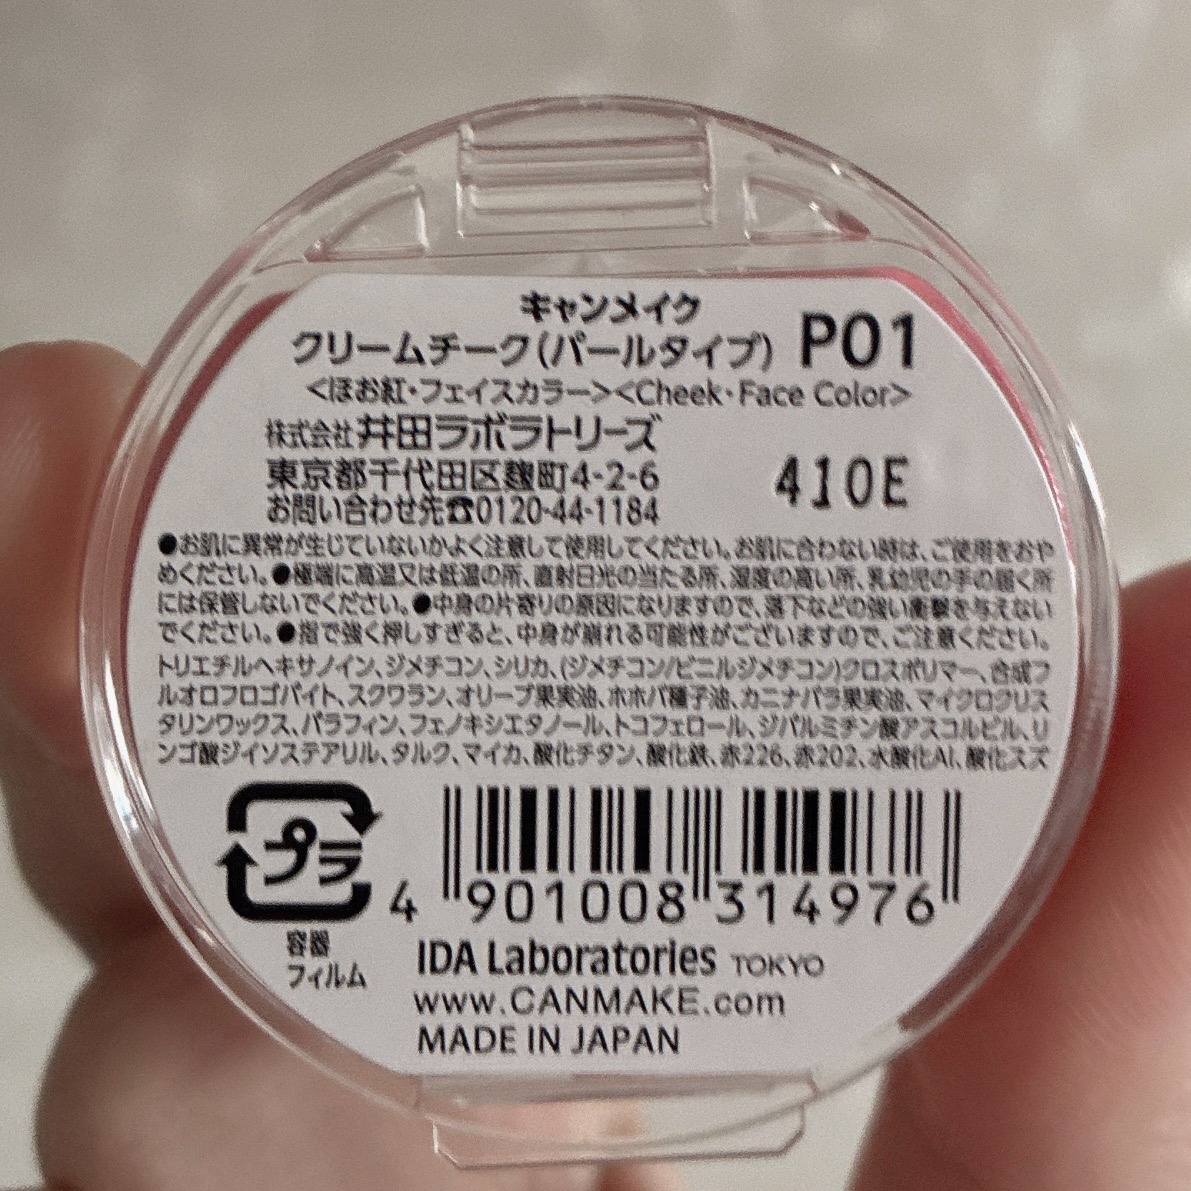 キャンメイク
クリームチーク(パールタイプ) P01
<ほお紅・フェイスカラー><Cheek・Face Color>
株式会社 井田ラボラトリーズ
東京都千代田区麹町4-2-6
お問い合わせ先☎0120-44-1184
410E
●お肌に異常が生じていないかよく注意して使用してください。お肌に合わない時は、ご使用をおや
めください。●極端に高温又は低温の所、直射日光の当たる所、湿度の高い所、乳幼児の手の届く所
には保管しないでください。●中身の片寄りの原因になりますので、落下などの強い衝撃を与えない
でください。●指で強く押しすぎると、中身が崩れる可能性がございますので、ご注意ください。
トリエチルヘキサノイン、ジメチコン、シリカ、(ジメチコン/ビニルジメチコン)クロスポリマー、合成フ
ルオロフロゴパイト、スクワラン、オリーブ果実油、ホホバ種子油、カニナバラ果実油、マイクロクリス
タリンワックス、パラフィン、フェノキシエタノール、トコフェロール、ジパルミチン酸アスコルビル、リ
ンゴ酸ジイソステアリル、タルク、マイカ、酸化チタン、酸化鉄、赤226、赤202、水酸化Al、酸化スズ
プラ
容器
フィルム
4 901008 314976
IDA Laboratories TOKYO
www.CANMAKE.com
MADE IN JAPAN